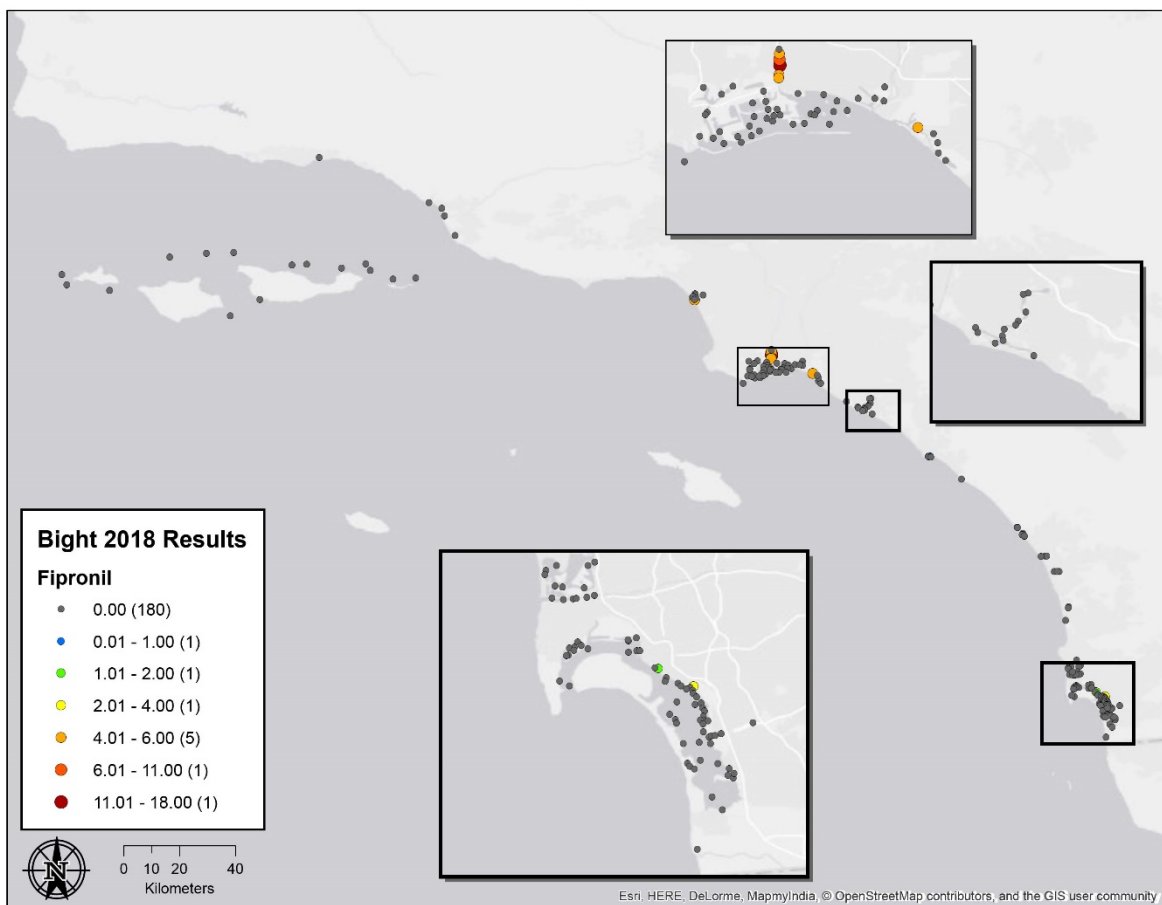 Bight 2018 Results
Fipronil
0.00 (180)
0.01 - 1.00 (1)
1.01 - 2.00 (1)
2.01 - 4.00 (1)
4.01 - 6.00 (5)
6.01 - 11.00 (1)
11.01 - 18.00 (1)
N
0 10 20 40
Kilometers
Esri, HERE, DeLorme, MapmyIndia, © OpenStreetMap contributors, and the GIS user community